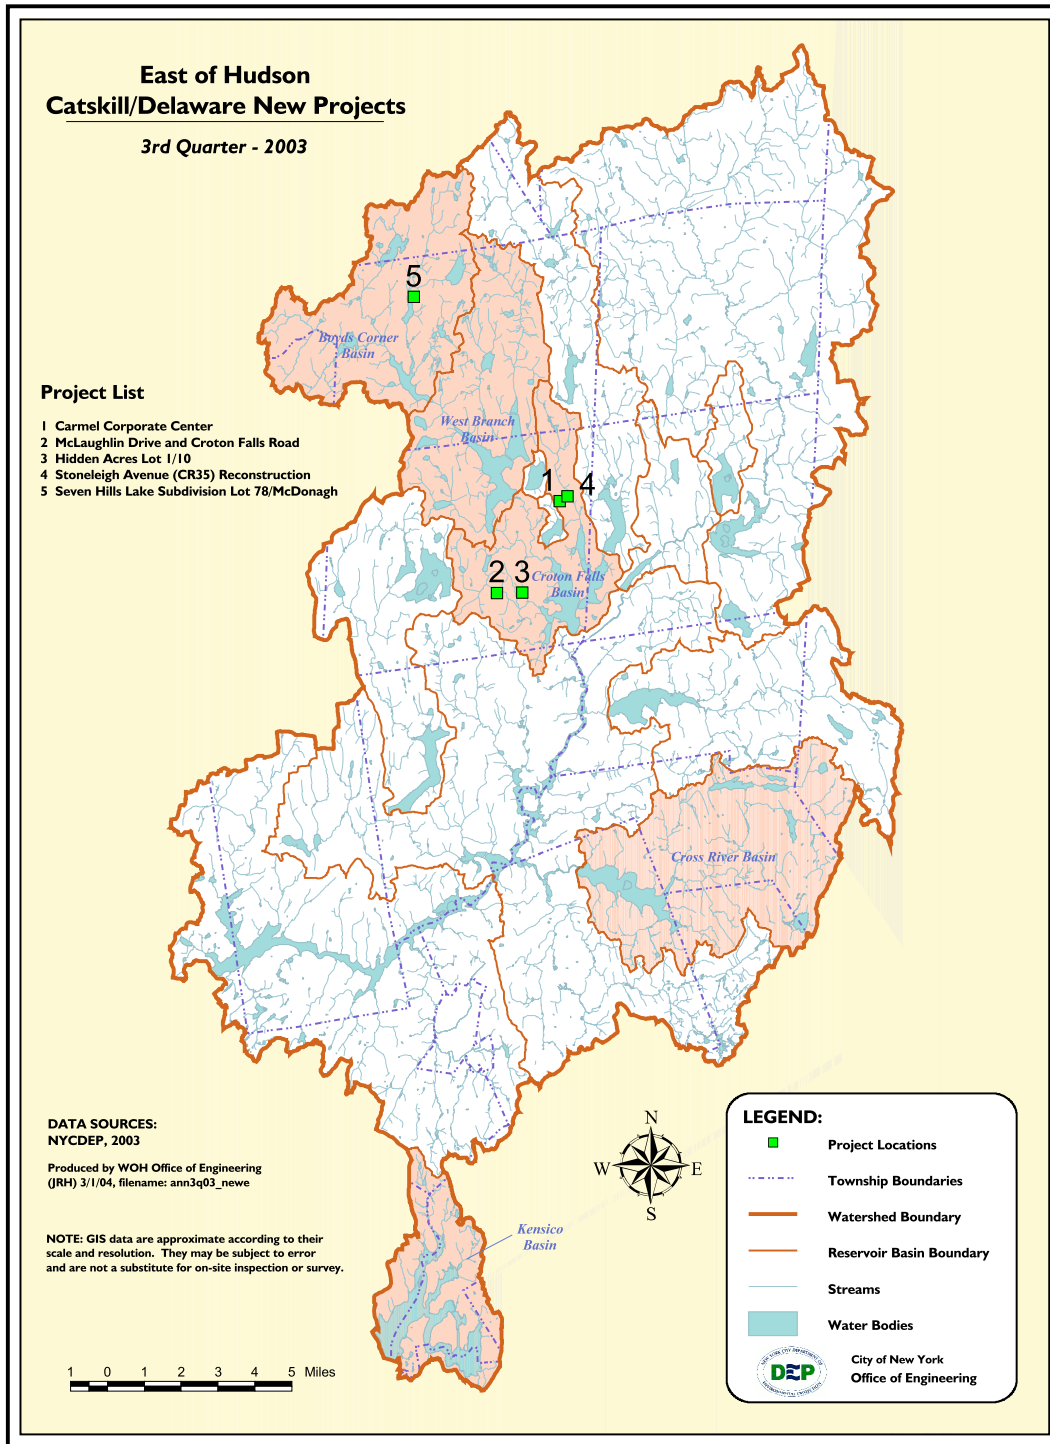 East of Hudson
Catskill/Delaware New Projects
3rd Quarter - 2003
5
Boyds Corner
Basin
Project List
1 Carmel Corporate Center
2 McLaughlin Drive and Croton Falls Road
3 Hidden Acres Lot 1/10
4 Stoneleigh Avenue (CR35) Reconstruction
5 Seven Hills Lake Subdivision Lot 78/McDonagh
West Branch
Basin
1
4
2
3
Croton Falls
Basin
Cross River Basin
DATA SOURCES:
NYCDEP, 2003
Produced by WOH Office of Engineering
(JRH) 3/1/04, filename: ann3q03_newe
NOTE: GIS data are approximate according to their
scale and resolution. They may be subject to error
and are not a substitute for on-site inspection or survey.
Kensico
Basin
N
W
E
S
1 0 1 2 3 4 5 Miles
LEGEND:
Project Locations
Township Boundaries
Watershed Boundary
Reservoir Basin Boundary
Streams
Water Bodies
DEP
City of New York
Office of Engineering